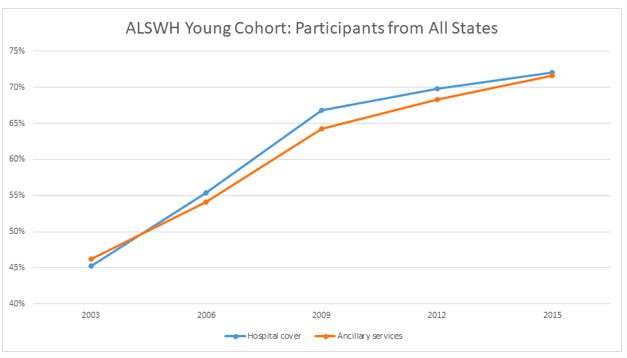 ALSWH Young Cohort: Participants from All States
75%
70%
65%
60%
55%
50%
45%
40%
2003 2006 2009 2012 2015
Hospital cover Ancillary services